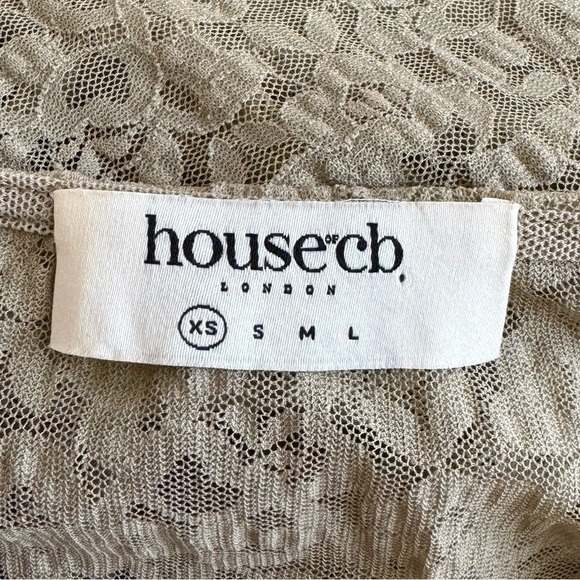 house OF cb
LONDON
XS S M L